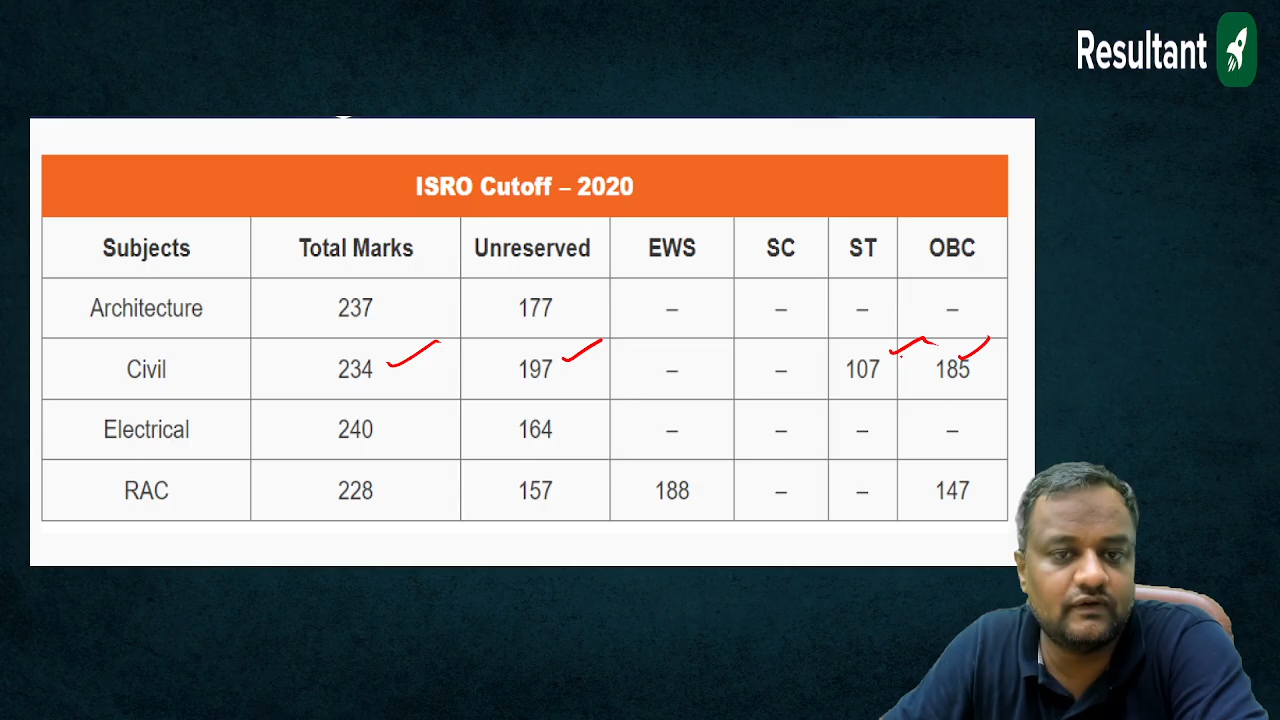 Resultant
ISRO Cutoff – 2020
Subjects Total Marks Unreserved EWS SC ST OBC
Architecture 237 177 – – – –
Civil 234 197 – – 107 185
Electrical 240 164 – – – –
RAC 228 157 188 – – 147